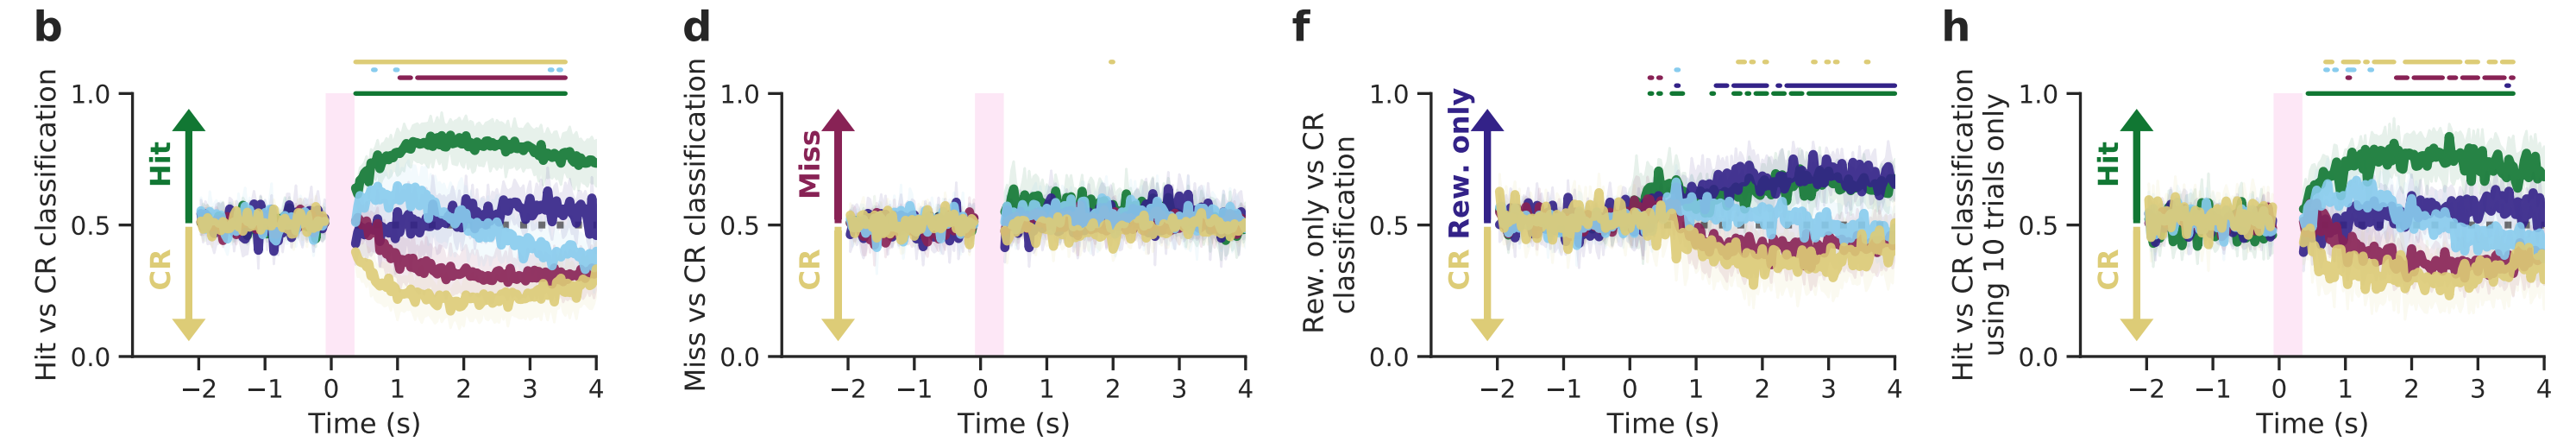 b
Hit vs CR classification
1.0
0.5
0.0
Hit
CR
−2 −1 0 1 2 3 4
Time (s)
d
Miss vs CR classification
1.0
0.5
0.0
Miss
CR
−2 −1 0 1 2 3 4
Time (s)
f
Rew. only vs CR
classification
1.0
0.5
0.0
Rew. only
CR
−2 −1 0 1 2 3 4
Time (s)
h
Hit vs CR classification
using 10 trials only
1.0
0.5
0.0
Hit
CR
−2 −1 0 1 2 3 4
Time (s)